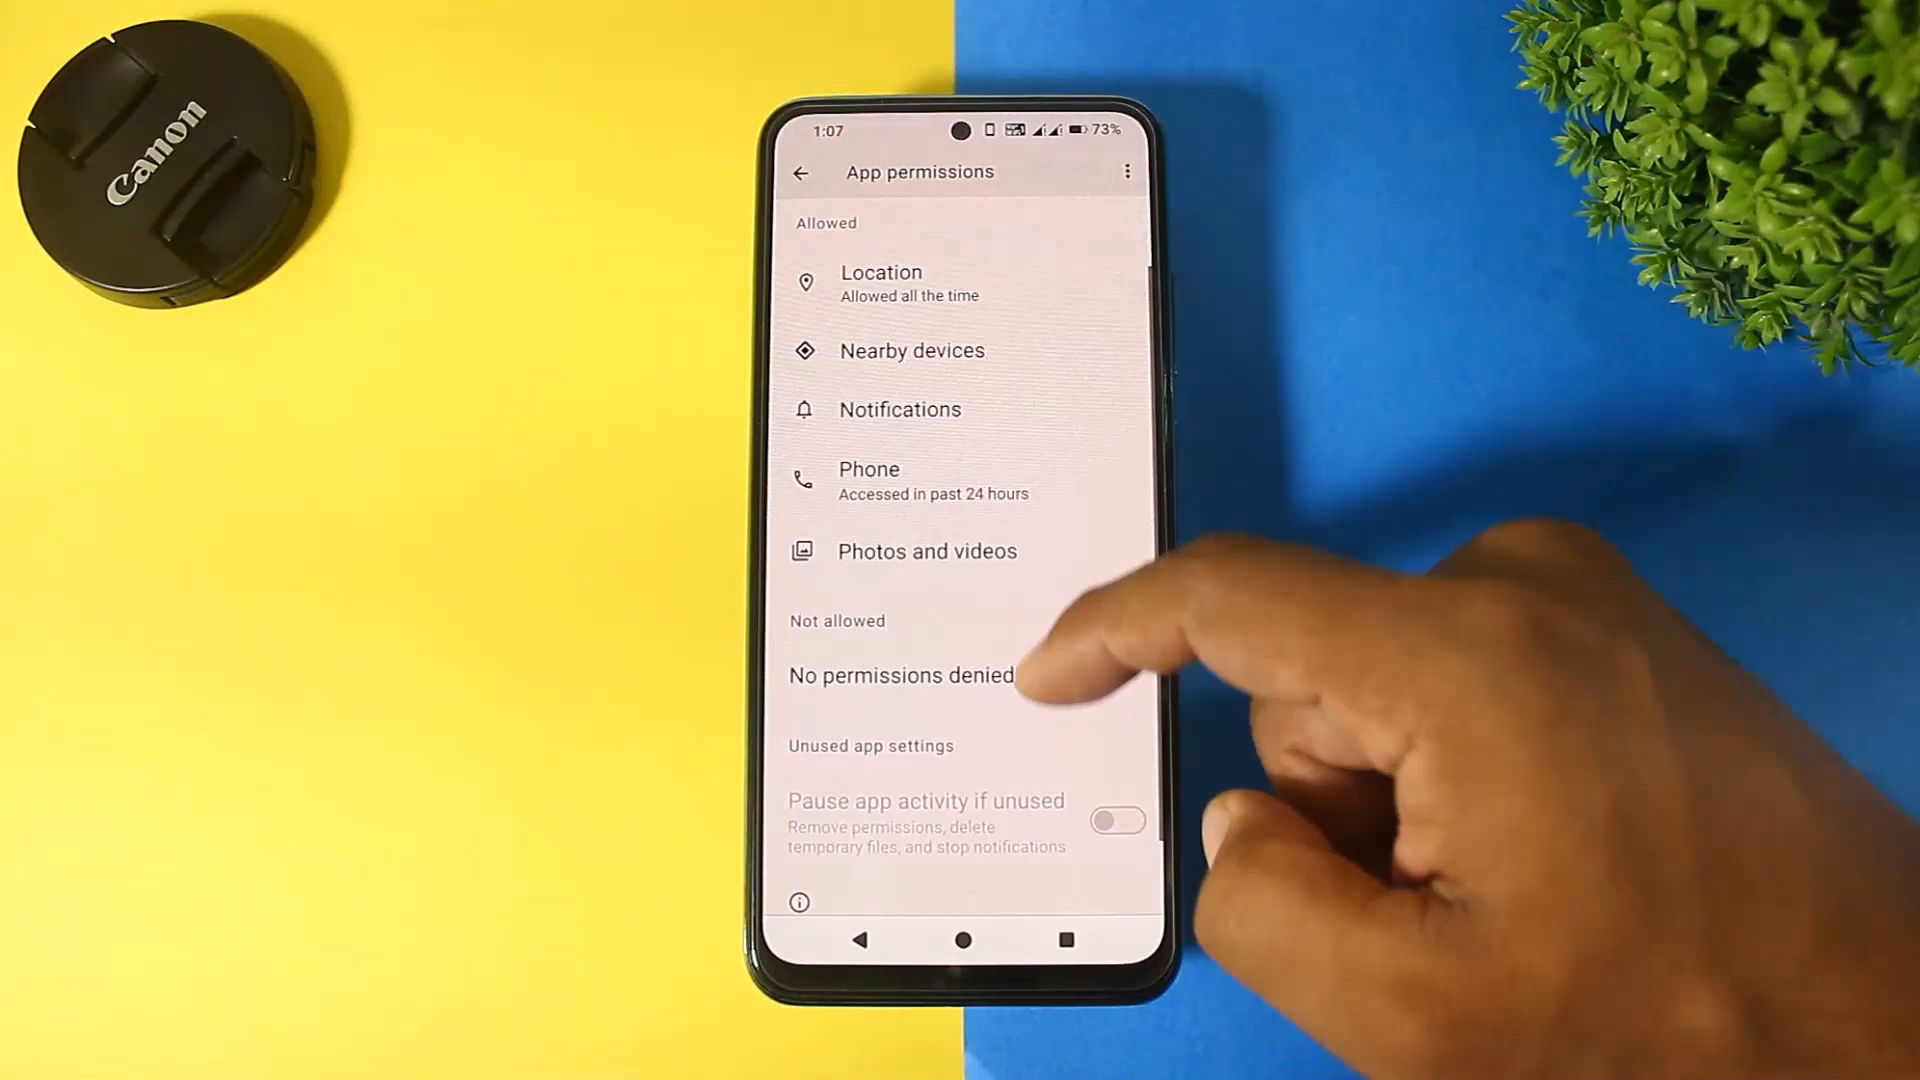 Canon
1:07
73%
App permissions
Allowed
Location
Allowed all the time
Nearby devices
Notifications
Phone
Accessed in past 24 hours
Photos and videos
Not allowed
No permissions denied
Unused app settings
Pause app activity if unused
Remove permissions, delete
temporary files, and stop notifications